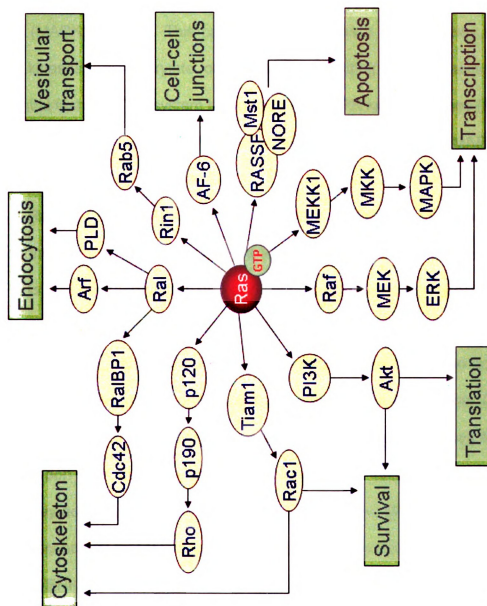 Cytoskeleton
Endocytosis
Vesicular
transport
Cell-cell
junctions
Apoptosis
Transcription
Translation
Survival
Cdc42
RalBP1
Arf
PLD
Ral
Rab5
Rin1
AF-6
RASSF
Mst1
NORE
MEKK1
MKK
MAPK
Ras
GTP
Raf
MEK
ERK
PI3K
Akt
Tiam1
Rac1
p120
p190
Rho